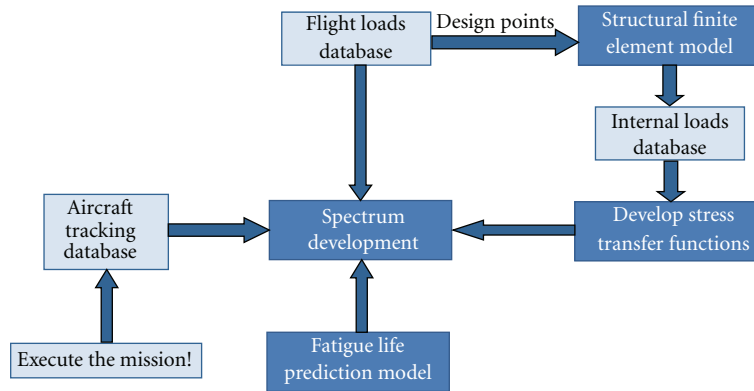 Flight loads
database
Design points
Structural finite
element model
Internal loads
database
Aircraft
tracking
database
Spectrum
development
Develop stress
transfer functions
Execute the mission!
Fatigue life
prediction model